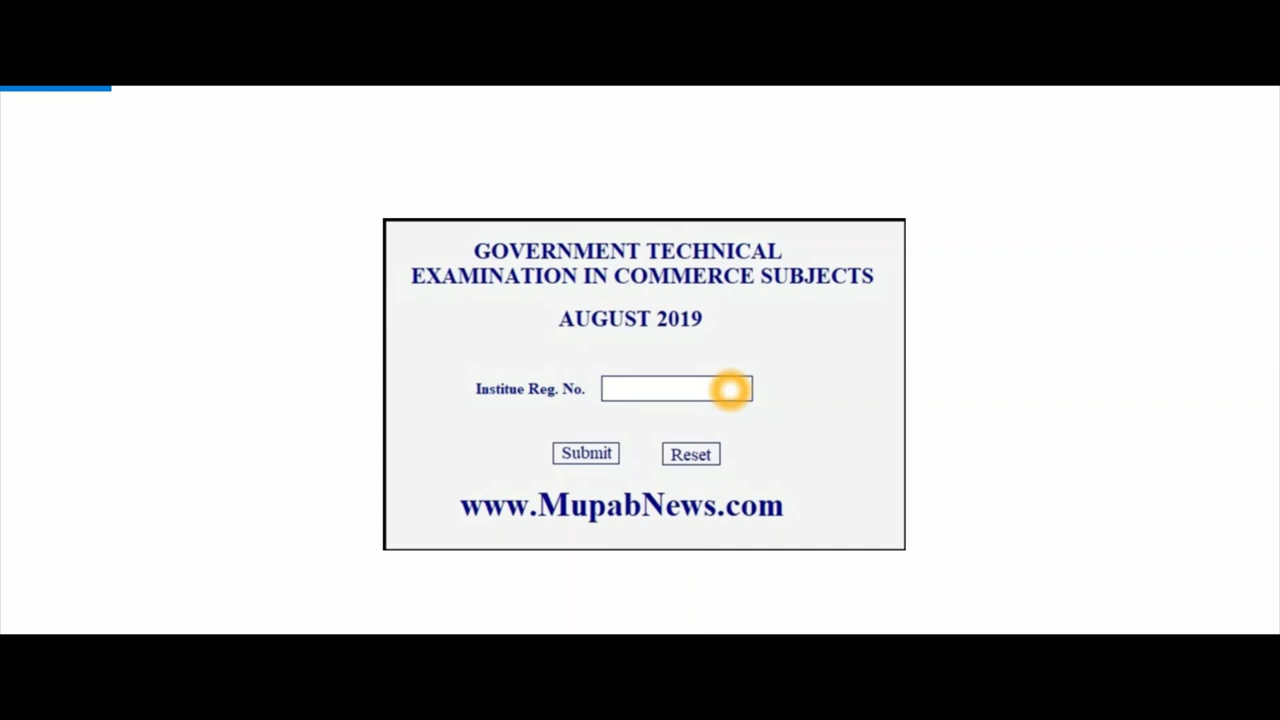 GOVERNMENT TECHNICAL
EXAMINATION IN COMMERCE SUBJECTS
AUGUST 2019
Institue Reg. No.
Submit Reset
www.MupabNews.com